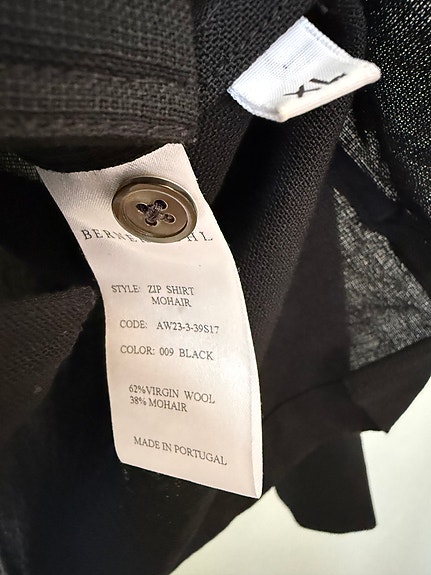 XL
STYLE: ZIP SHIRT
MOHAIR
CODE: AW23-3-39S17
COLOR: 009 BLACK
62%VIRGIN WOOL
38% MOHAIR
MADE IN PORTUGAL